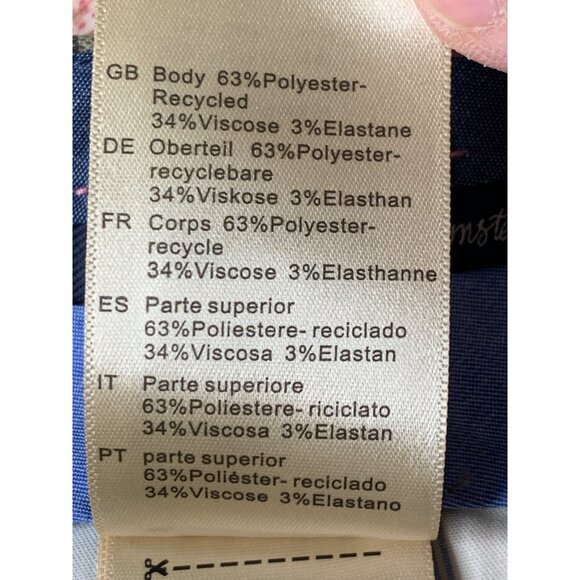 GB Body 63%Polyester-
Recycled
34%Viscose 3%Elastane
DE Oberteil 63%Polyester-
recyclebare
34%Viskose 3%Elasthan
FR Corps 63%Polyester-
recycle
34%Viscose 3%Elasthanne
ES Parte superior
63%Poliestere- reciclado
34%Viscosa 3%Elastan
IT Parte superiore
63%Poliestere- riciclato
34%Viscosa 3%Elastan
PT parte superior
63%Poliéster- reciclado
34%Viscose 3%Elastano